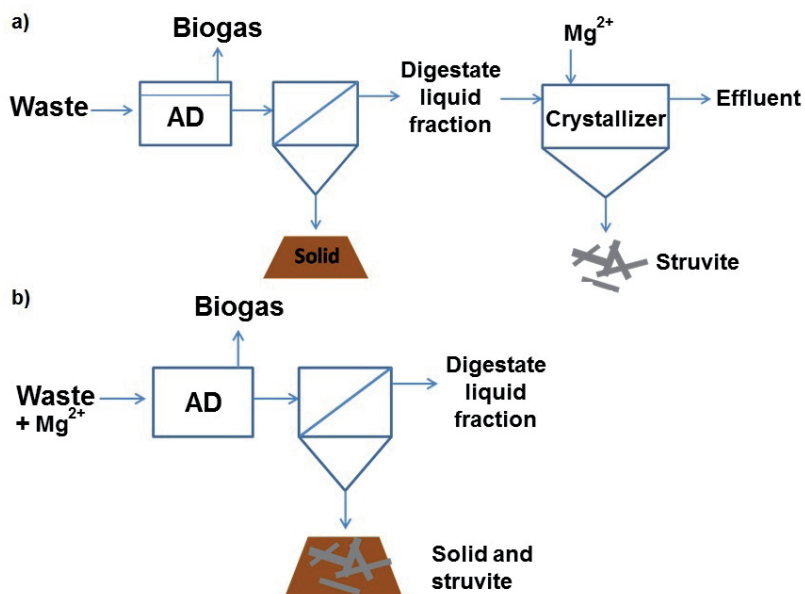 a)
Biogas
Waste
AD
Digestate
liquid
fraction
Mg²⁺
Crystallizer
Effluent
Solid
Struvite
b)
Biogas
Waste
+ Mg²⁺
AD
Digestate
liquid
fraction
Solid and
struvite